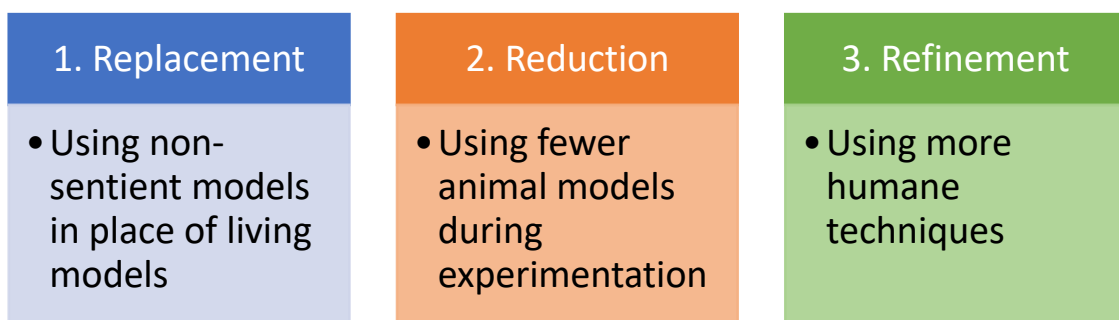 1. Replacement
•Using non-
sentient models
in place of living
models
2. Reduction
•Using fewer
animal models
during
experimentation
3. Refinement
•Using more
humane
techniques